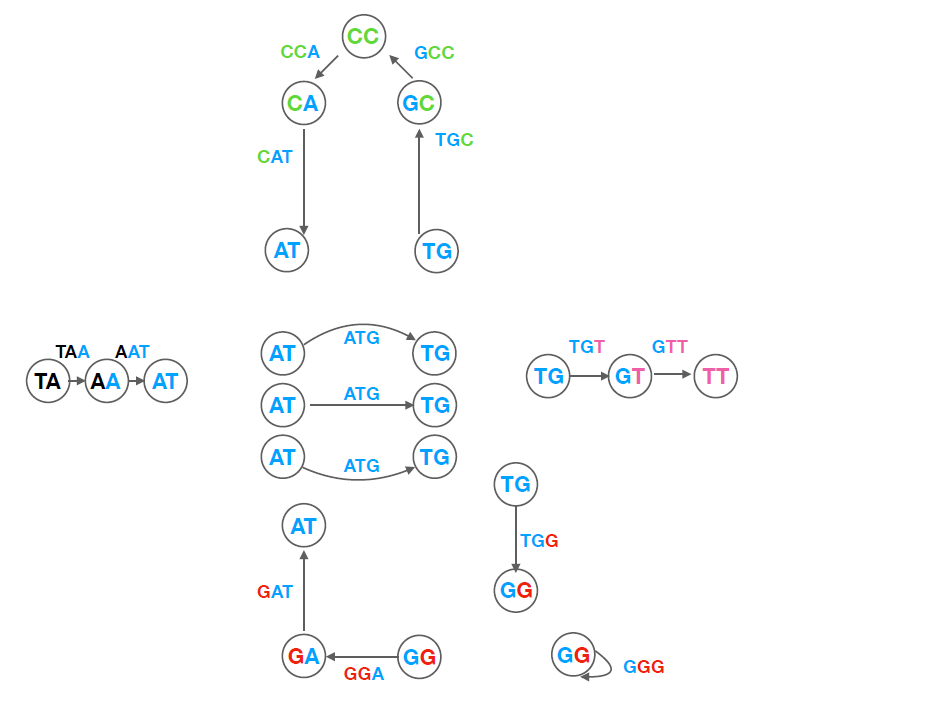 CC
CCA
GCC
CA
GC
CAT
TGC
AT
TG
TAA
AAT
TA
AA
AT
AT
ATG
TG
AT
ATG
TG
AT
ATG
TG
TGT
GTT
TG
GT
TT
TG
TGG
GG
AT
GAT
GA
GGA
GG
GG
GGG